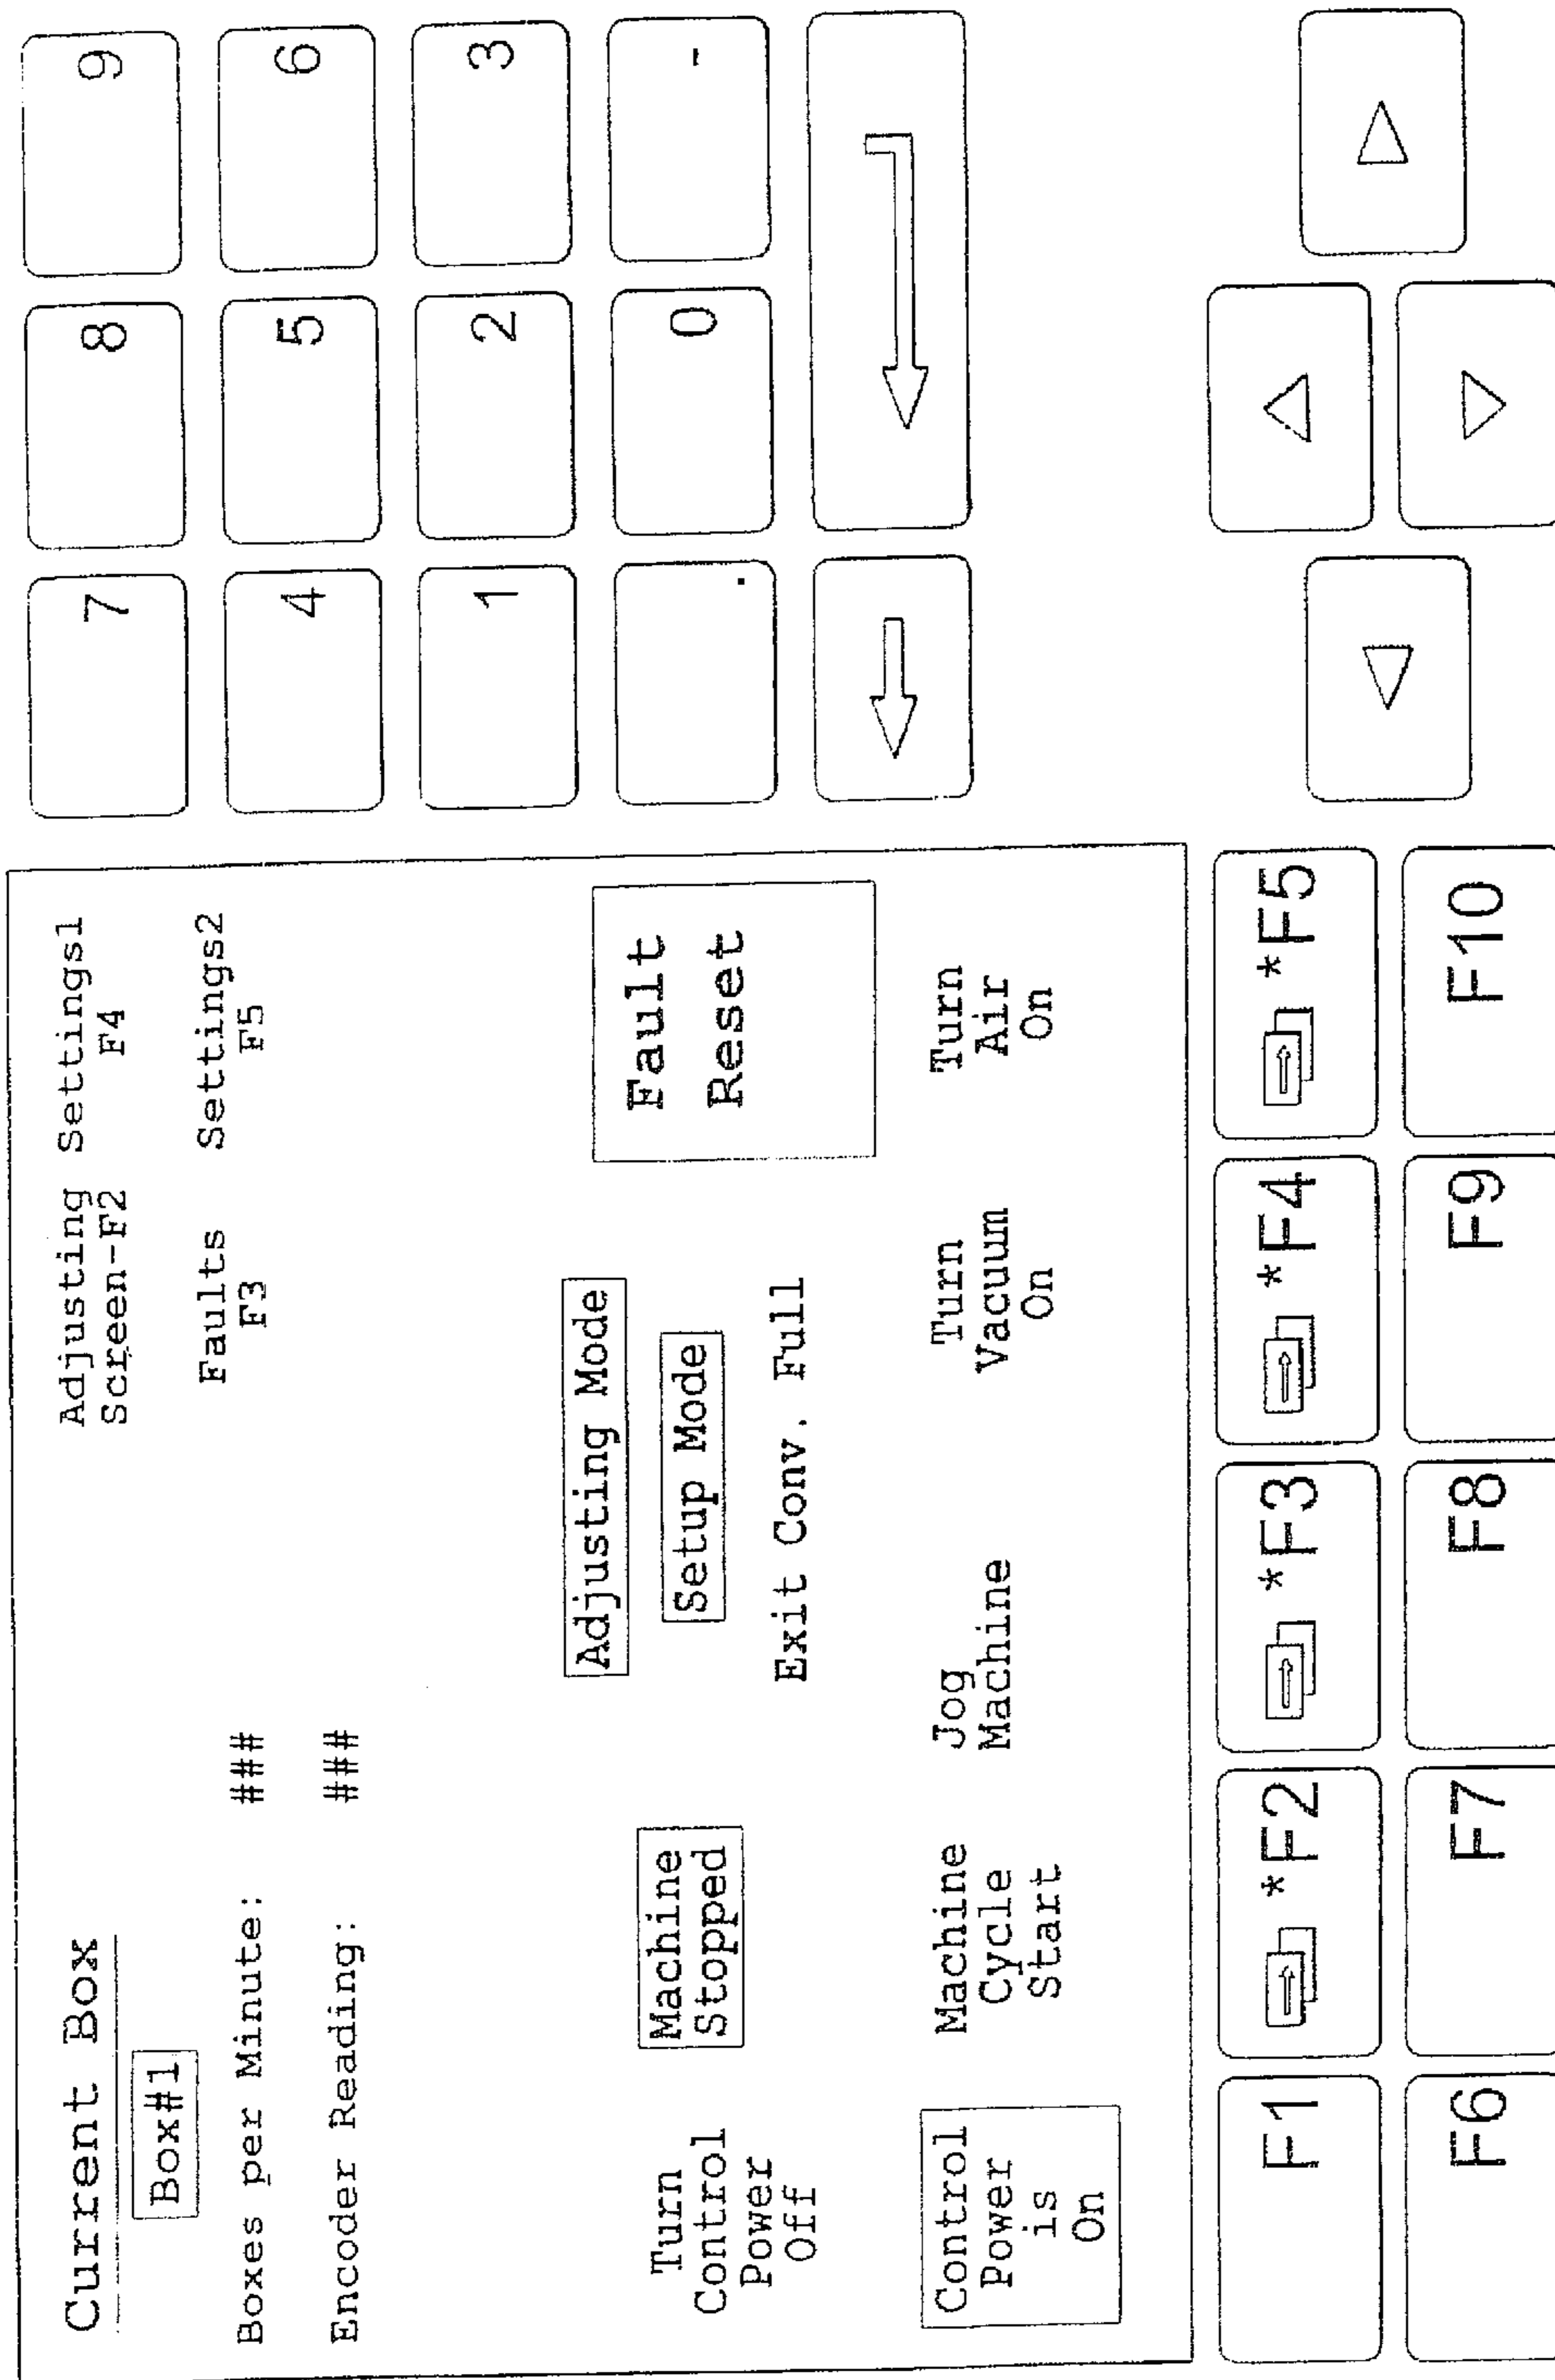 Current Box
Box#1
Boxes per Minute: ###
Encoder Reading: ###
Adjusting
Screen-F2
Settings1
F4
Faults
F3
Settings2
F5
Adjusting Mode
Setup Mode
Exit Conv. Full
Turn
Control
Power
Off
Machine
Stopped
Fault
Reset
Control
Power
is
On
Machine
Cycle
Start
Jog
Machine
Turn
Vacuum
On
Turn
Air
On
F1
*F2
*F3
*F4
*F5
F6
F7
F8
F9
F10
7
8
9
4
5
6
1
2
3
.
0
-